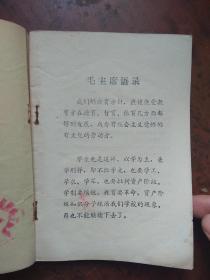 毛主席语录
我们的教育方针，应该使受教
育者在德育、智育、体育几方面都
得到发展，成为有社会主义觉悟的
有文化的劳动者。
学生也是这样，以学为主，兼
学别样，即不但学文，也要学工、
学农、学军，也要批判资产阶级。
学制要缩短，教育要革命，资产阶
级知识分子统治我们学校的现象，
再也不能继续下去了。